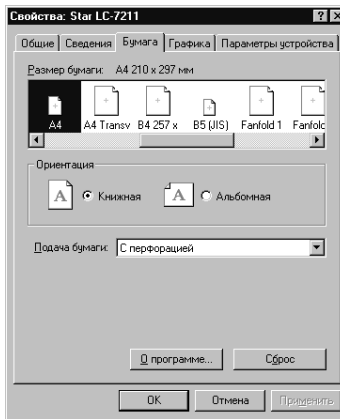 Свойства: Star LC-7211
Общие Сведения Бумага Графика Параметры устройства
Размер бумаги: A4 210 x 297 мм
A4 A4 Transv B4 257 x B5 (JIS) Fanfold 1 Fanfolc
Ориентация
A Книжная A Альбомная
Подача бумаги: С перфорацией
О программе... Сброс
OK Отмена Применить